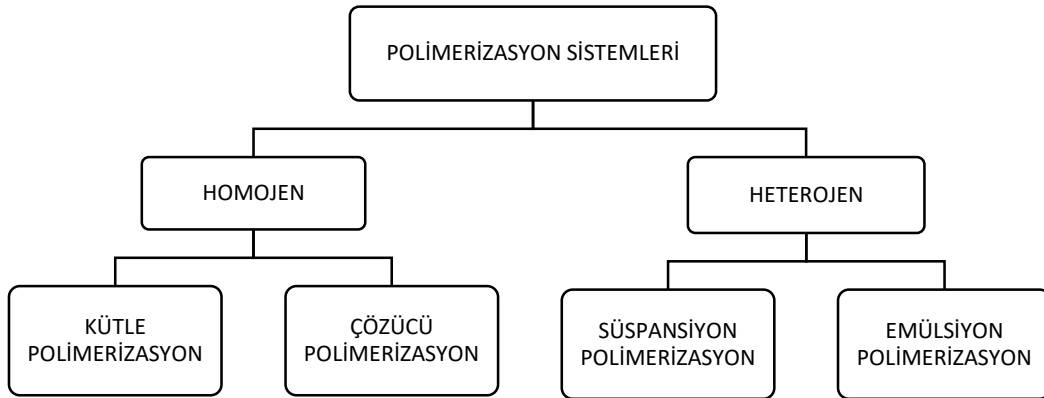 POLİMERİZASYON SİSTEMLERİ
HOMOJEN
HETEROJEN
KÜTLE
POLİMERİZASYON
ÇÖZÜCÜ
POLİMERİZASYON
SÜSPANSİYON
POLİMERİZASYON
EMÜLSİYON
POLİMERİZASYON